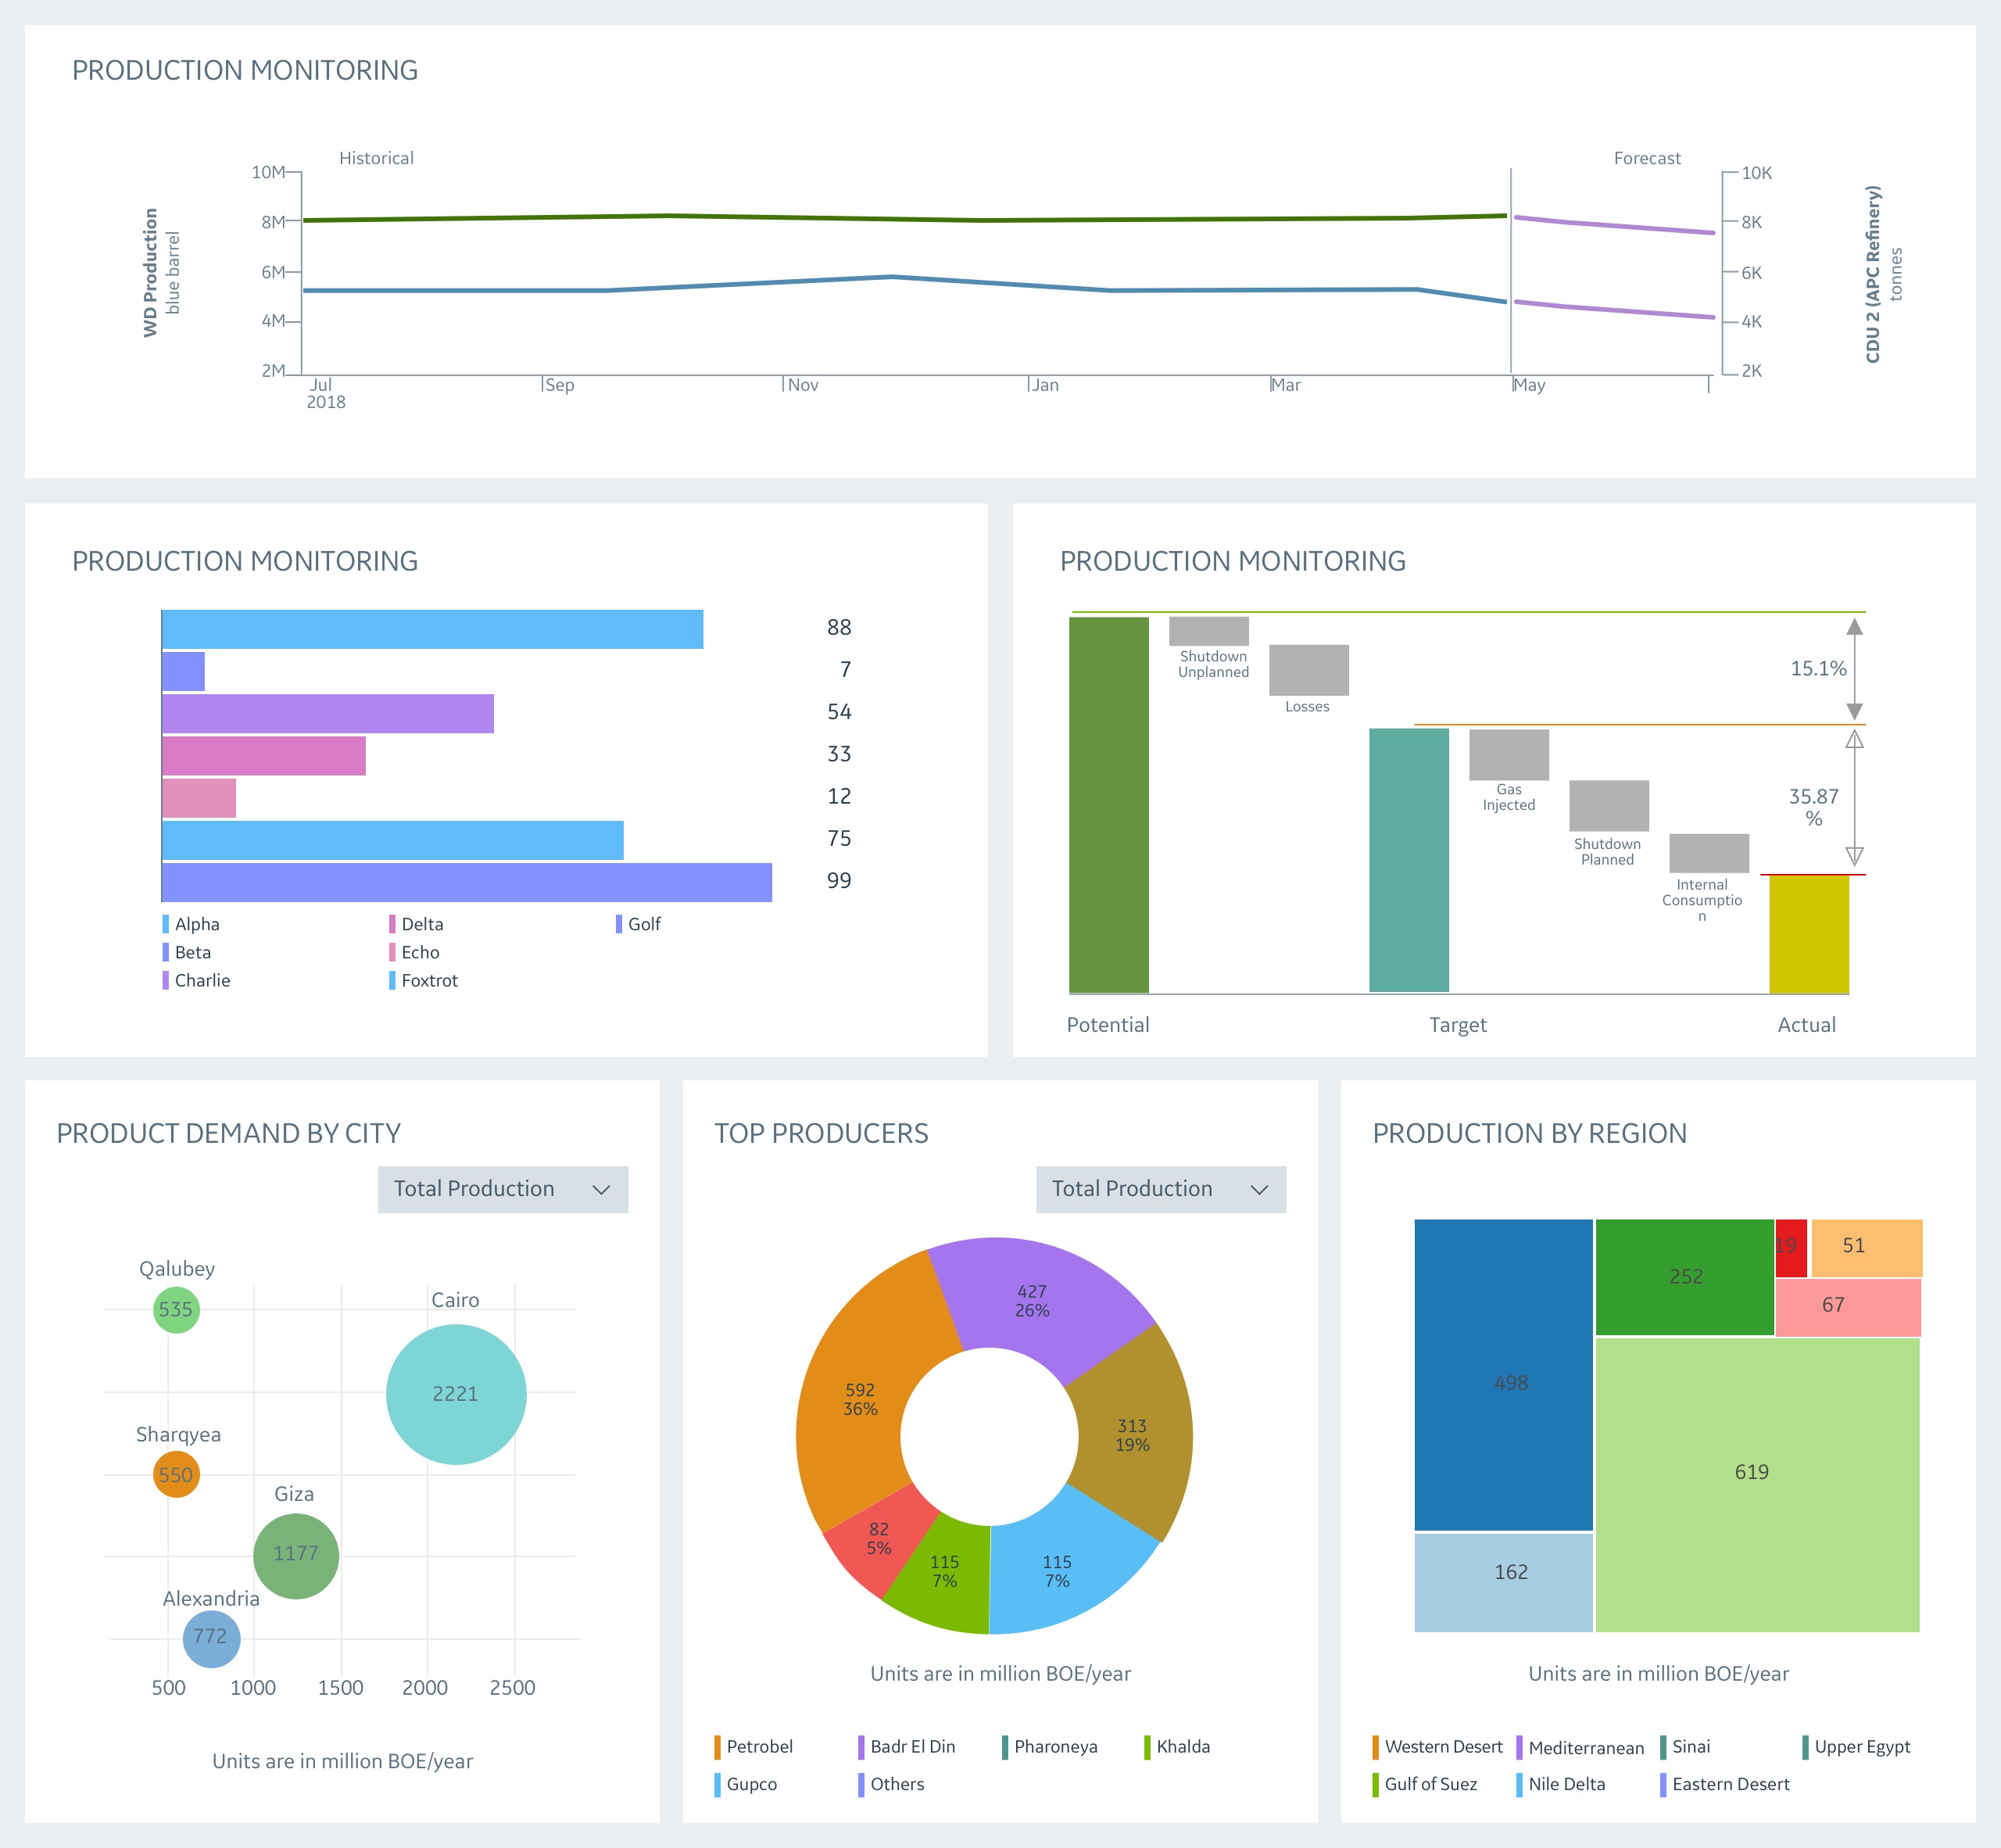 PRODUCTION MONITORING
Historical
Forecast
10M
8M
6M
4M
2M
WD Production
blue barrel
10K
8K
6K
4K
2K
CDU 2 (APC Refinery)
tonnes
Jul
2018
Sep
Nov
Jan
Mar
May
PRODUCTION MONITORING
88
7
54
33
12
75
99
Alpha
Beta
Charlie
Delta
Echo
Foxtrot
Golf
PRODUCTION MONITORING
Shutdown
Unplanned
Losses
15.1%
Gas
Injected
Shutdown
Planned
Internal
Consumptio
n
35.87
%
Potential
Target
Actual
PRODUCT DEMAND BY CITY
Total Production
Qalubey
535
Cairo
2221
Sharqyea
550
Giza
1177
Alexandria
772
500
1000
1500
2000
2500
Units are in million BOE/year
TOP PRODUCERS
Total Production
427
26%
592
36%
313
19%
82
5%
115
7%
115
7%
Units are in million BOE/year
Petrobel
Badr El Din
Pharoneya
Khalda
Gupco
Others
PRODUCTION BY REGION
19
51
252
67
498
619
162
Units are in million BOE/year
Western Desert
Mediterranean
Sinai
Upper Egypt
Gulf of Suez
Nile Delta
Eastern Desert